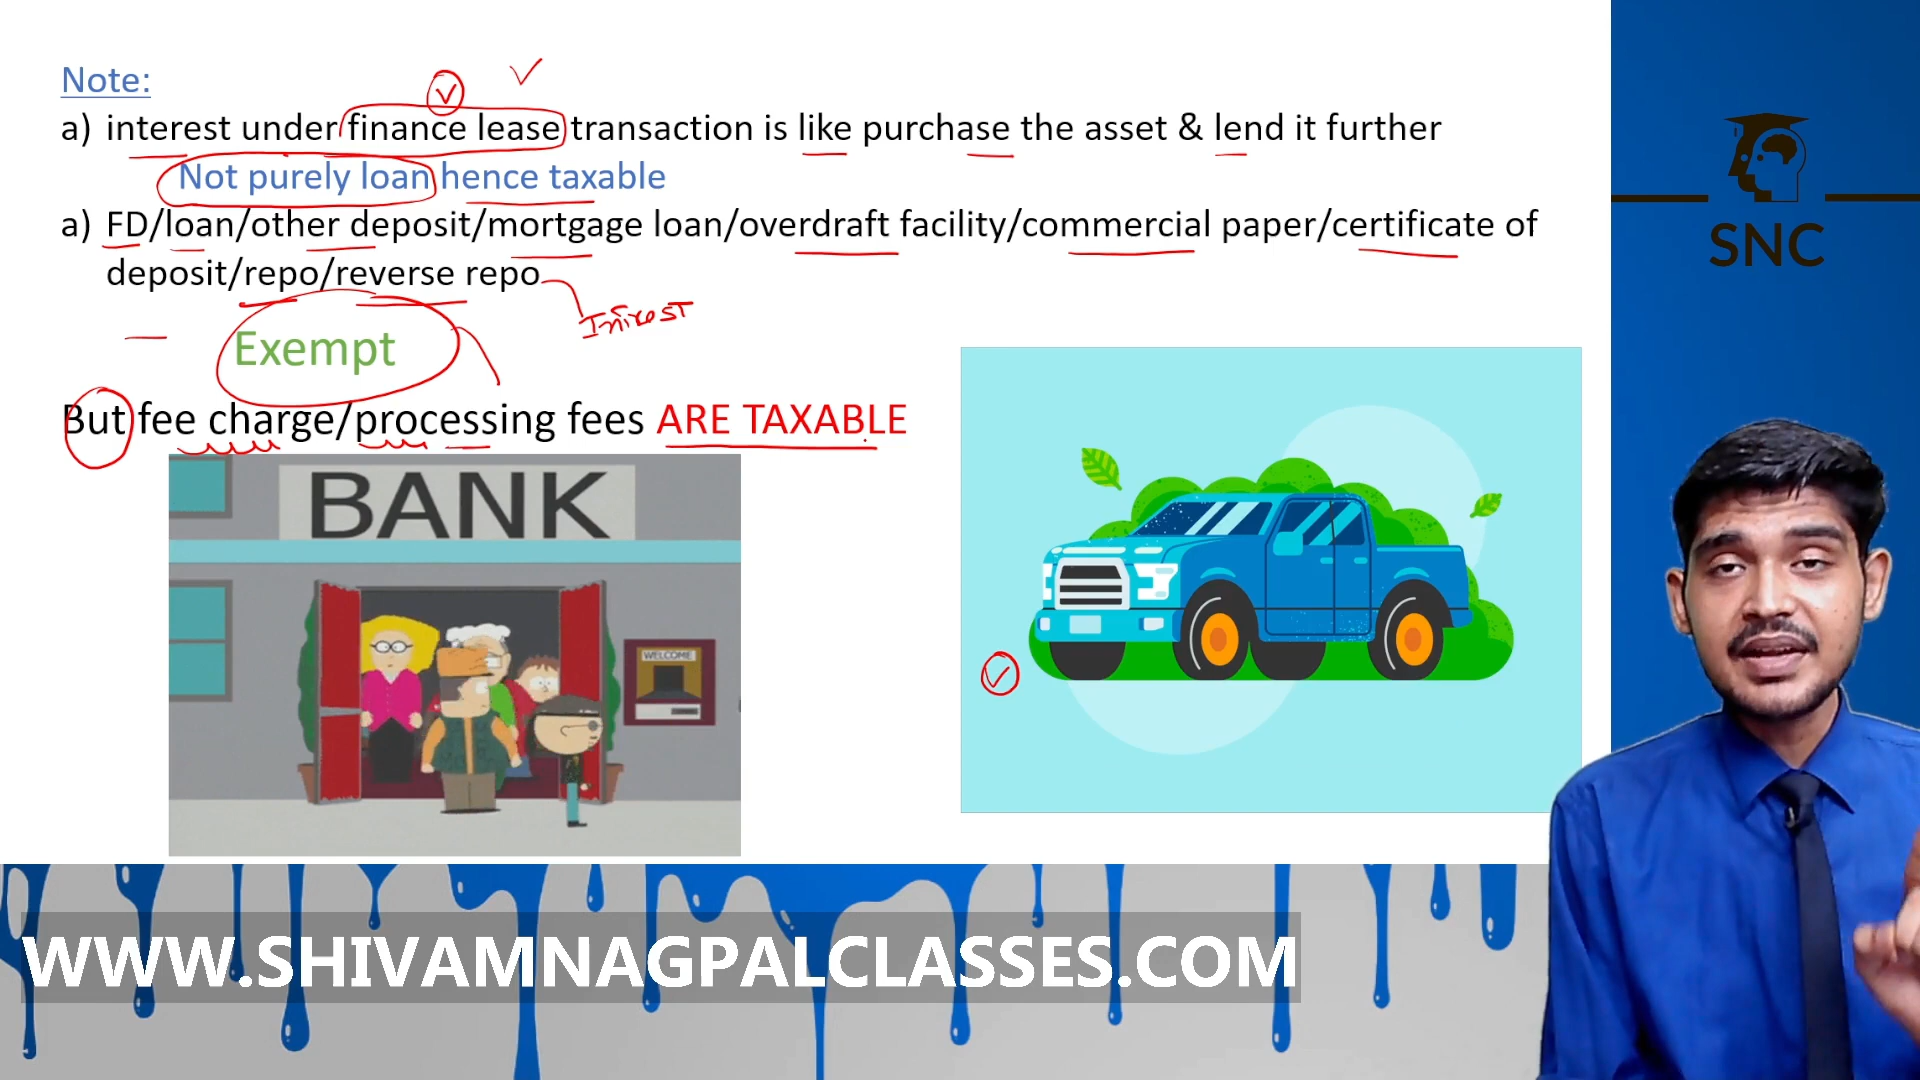 Note:
a) interest under finance lease transaction is like purchase the asset & lend it further
Not purely loan hence taxable
a) FD/loan/other deposit/mortgage loan/overdraft facility/commercial paper/certificate of
deposit/repo/reverse repo
Exempt
But fee charge/processing fees ARE TAXABLE
BANK
WELCOME
SNC
WWW.SHIVAMNAGPALCLASSES.COM